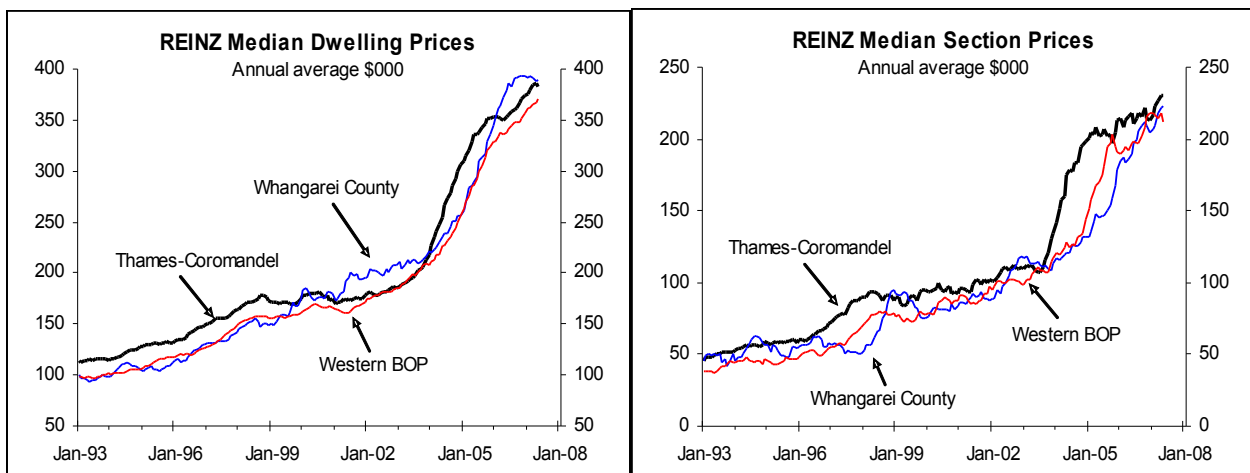 REINZ Median Dwelling Prices
Annual average $000
400
350
300
250
200
150
100
50
400
350
300
250
200
150
100
50
Whangarei County
Thames-Coromandel
Western BOP
Jan-93
Jan-96
Jan-99
Jan-02
Jan-05
Jan-08
REINZ Median Section Prices
Annual average $000
250
200
150
100
50
0
250
200
150
100
50
0
Thames-Coromandel
Western BOP
Whangarei County
Jan-93
Jan-96
Jan-99
Jan-02
Jan-05
Jan-08